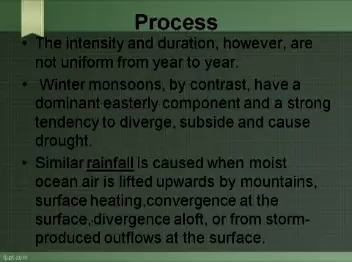 Process
• The intensity and duration, however, are
not uniform from year to year.
• Winter monsoons, by contrast, have a
dominant easterly component and a strong
tendency to diverge, subside and cause
drought.
• Similar rainfall is caused when moist
ocean air is lifted upwards by mountains,
surface heating,convergence at the
surface,divergence aloft, or from storm-
produced outflows at the surface.
fppt.com